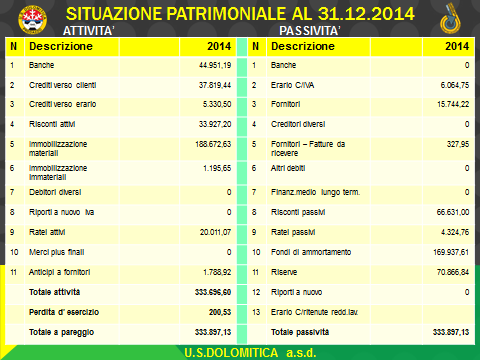 SITUAZIONE PATRIMONIALE AL 31.12.2014
ATTIVITA' PASSIVITA'
N Descrizione 2014 N Descrizione 2014
1 Banche 44.951,19 1 Banche 0
2 Crediti verso clienti 37.819,44 2 Erario C/IVA 6.064,75
3 Crediti verso erario 5.330,50 3 Fornitori 15.744,22
4 Risconti attivi 33.927,20 4 Creditori diversi 0
5 Immobilizzazione materiali 188.672,63 5 Fornitori – Fatture da ricevere 327,95
6 Immobilizzazione Immateriali 1.195,65 6 Altri debiti 0
7 Debitori diversi 0 7 Finanz.medio lungo term. 0
8 Riporti a nuovo Iva 0 8 Risconti passivi 66.631,00
9 Ratei attivi 20.011,07 9 Ratei passivi 4.324,76
10 Merci plus finali 0 10 Fondi di ammortamento 169.937,61
11 Anticipi a fornitori 1.788,92 11 Riserve 70.866,84
Totale attività 333.696,60 12 Riporti a nuovo 0
Perdita d' esercizio 200,53 13 Erario C/ritenute redd.lav.
Totale a pareggio 333.897,13 Totale passività 333.897,13
U.S.DOLOMITICA a.s.d.